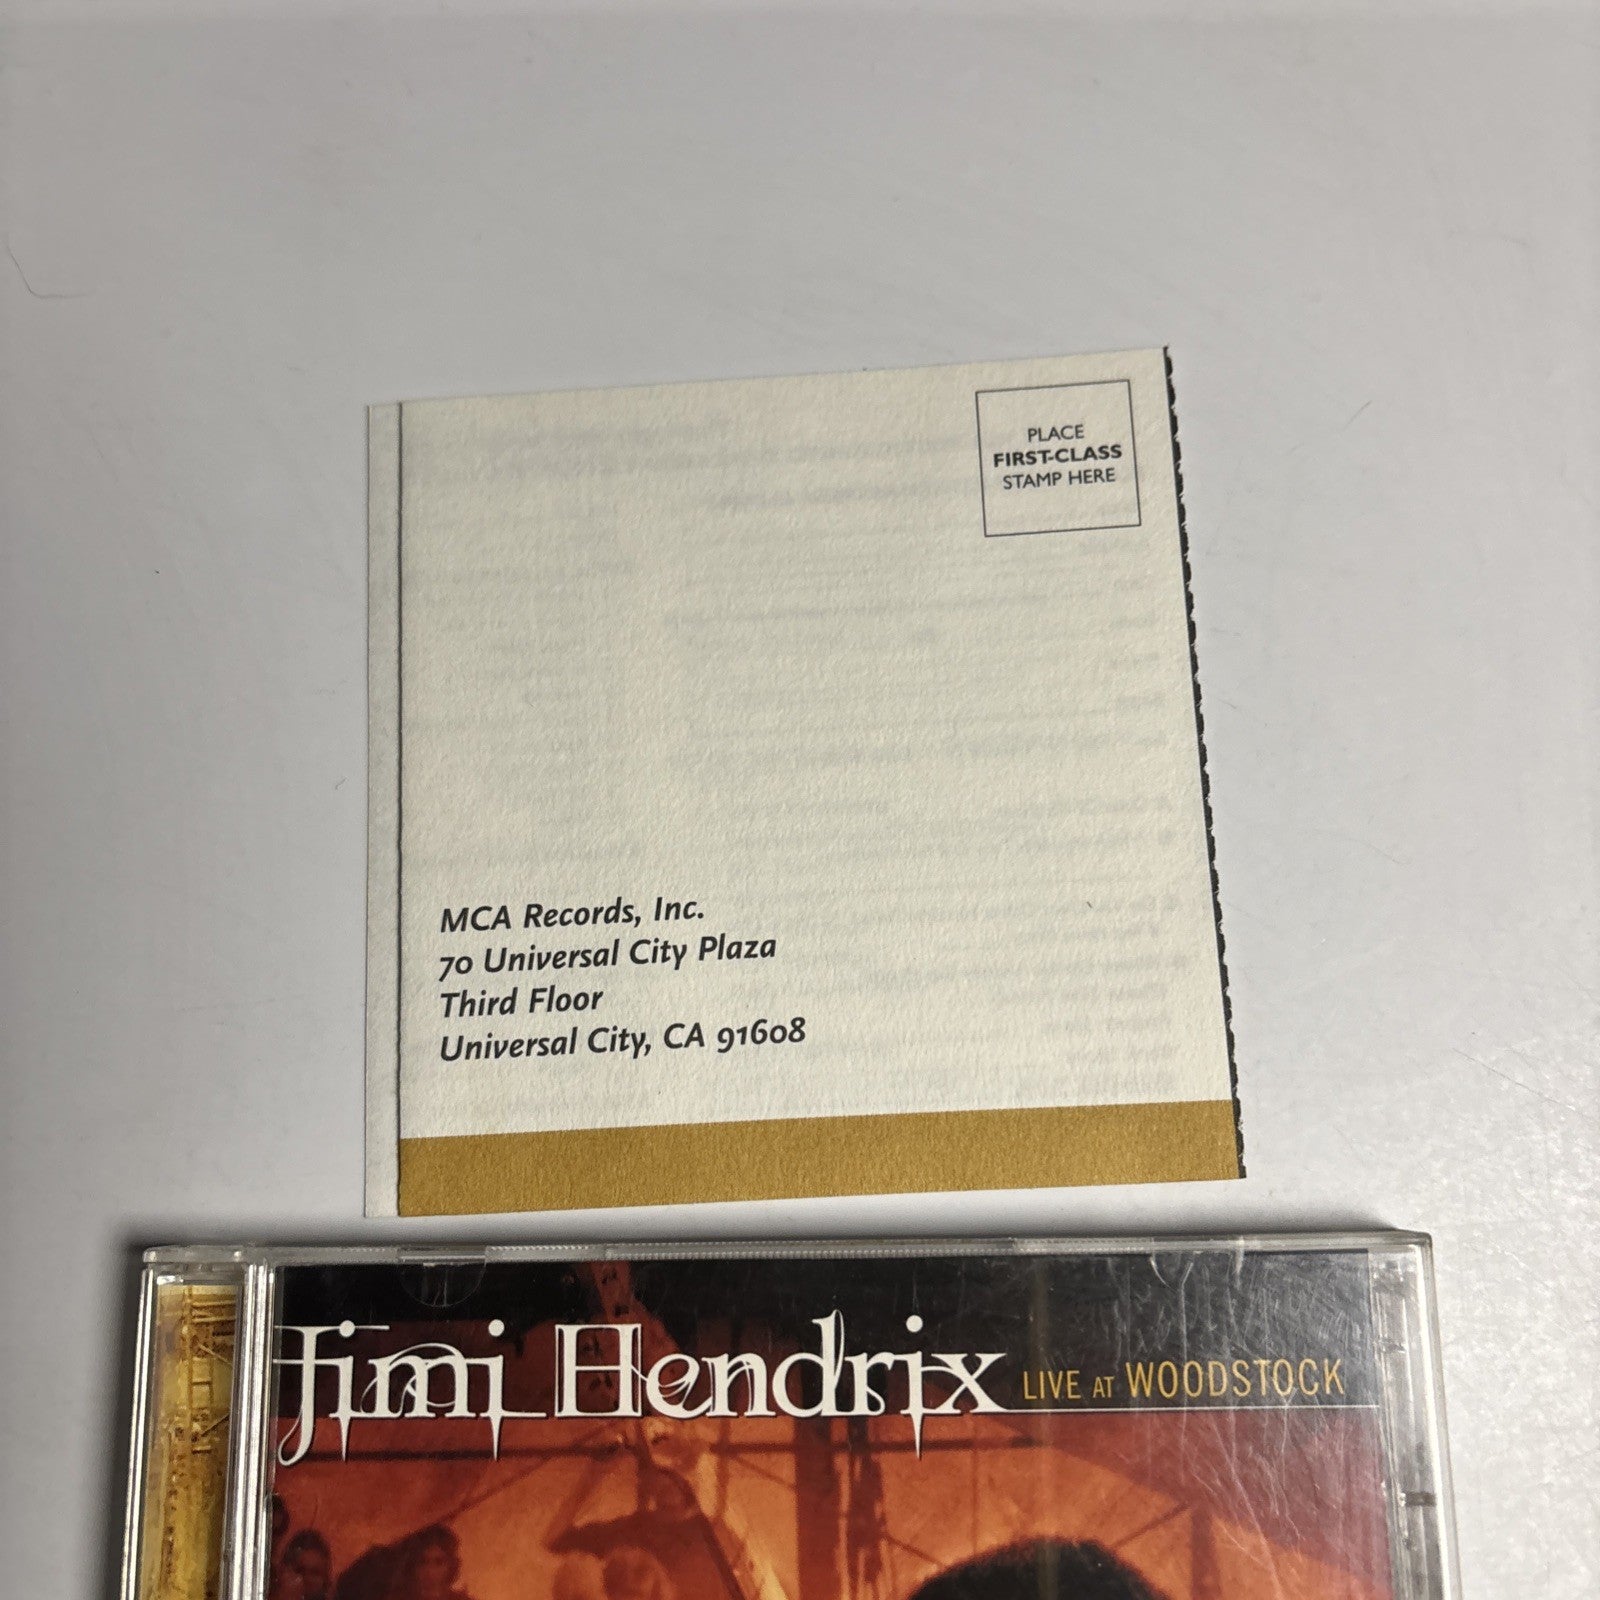 PLACE
FIRST-CLASS
STAMP HERE
MCA Records, Inc.
70 Universal City Plaza
Third Floor
Universal City, CA 91608
Jimi Hendrix LIVE AT WOODSTOCK